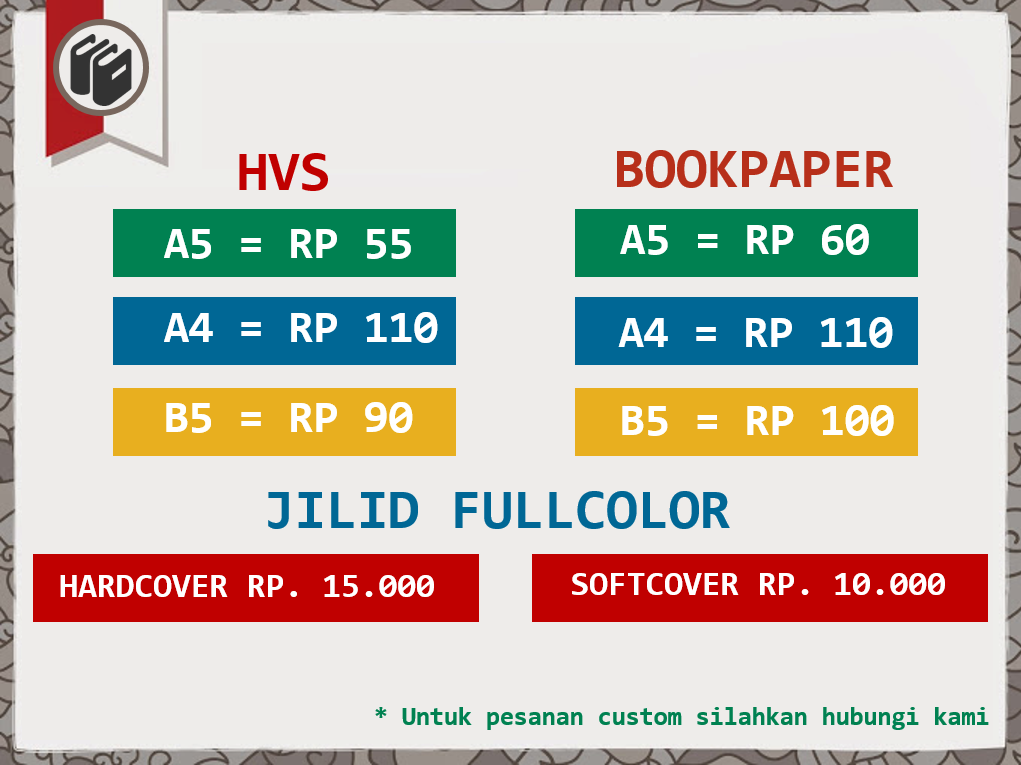 HVS
BOOKPAPER
A5 = RP 55
A5 = RP 60
A4 = RP 110
A4 = RP 110
B5 = RP 90
B5 = RP 100
JILID FULLCOLOR
HARDCOVER RP. 15.000
SOFTCOVER RP. 10.000
* Untuk pesanan custom silahkan hubungi kami